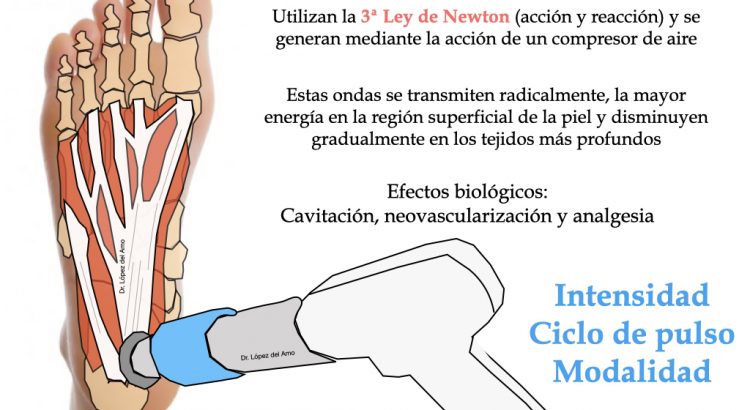 Utilizan la 3ª Ley de Newton (acción y reacción) y se
generan mediante la acción de un compresor de aire
Estas ondas se transmiten radicalmente, la mayor
energía en la región superficial de la piel y disminuyen
gradualmente en los tejidos más profundos
Efectos biológicos:
Cavitación, neovascularización y analgesia
Dr. López del Amo
Intensidad
Ciclo de pulso
Modalidad
Dr. López del Amo